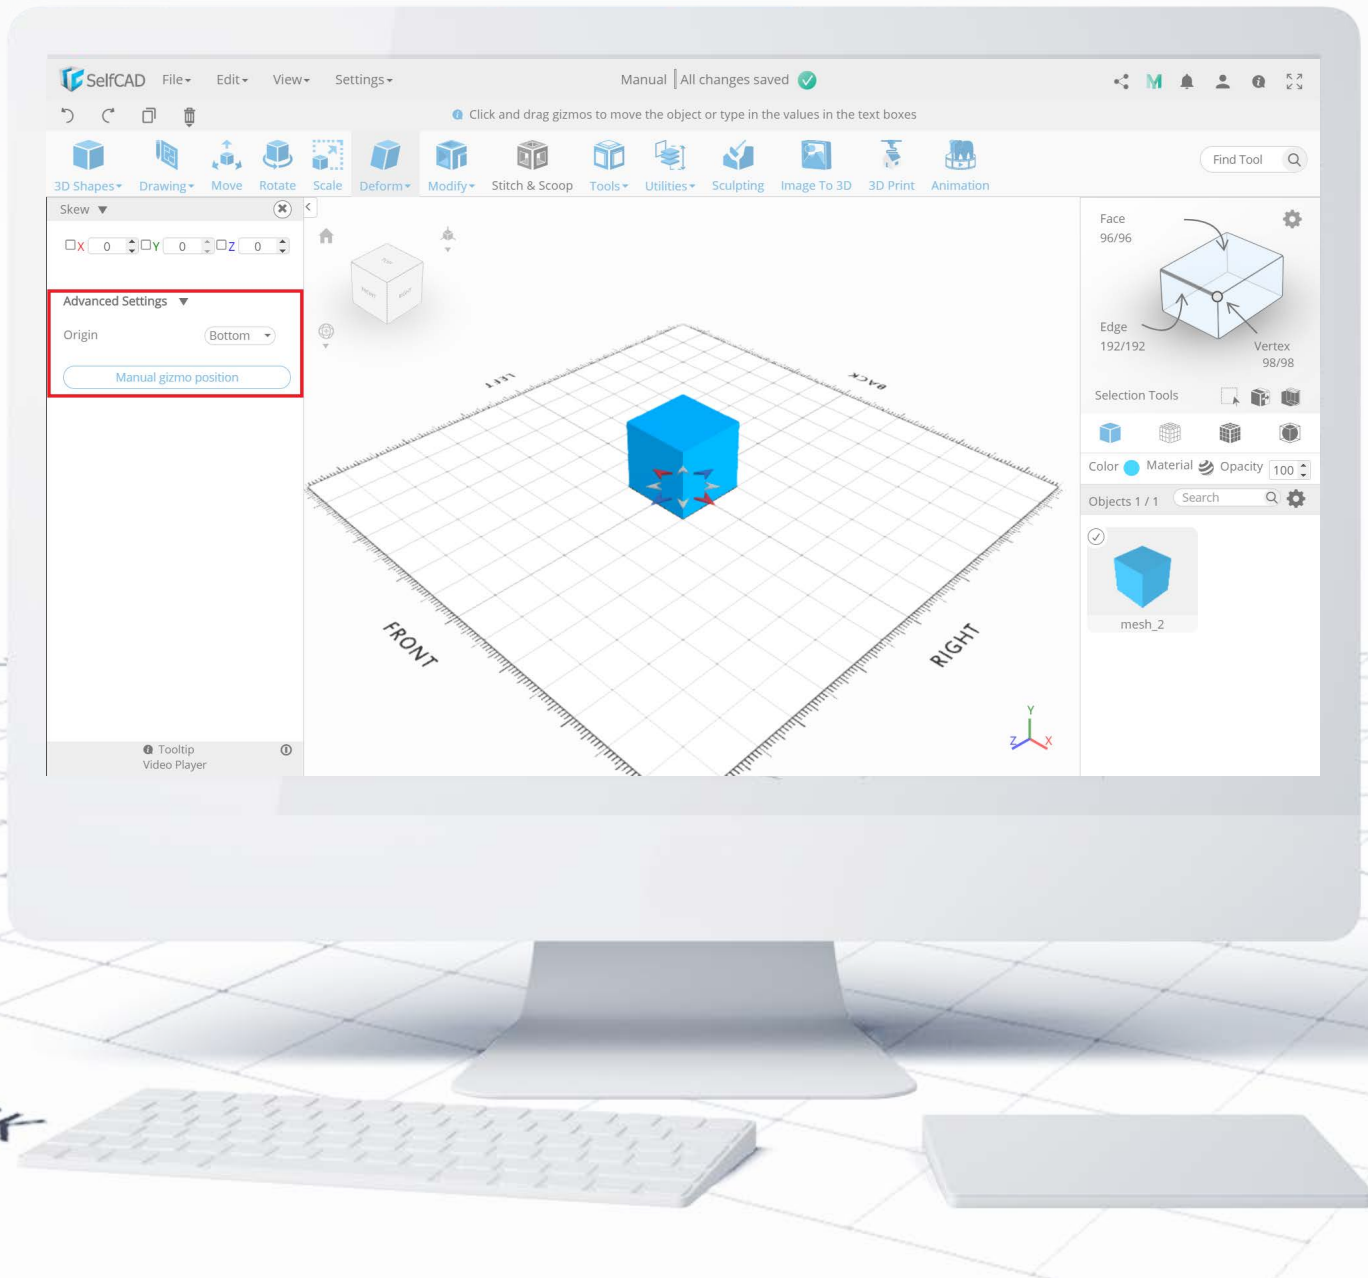 SelfCAD File Edit View Settings Manual All changes saved
Click and drag gizmos to move the object or type in the values in the text boxes
3D Shapes Drawing Move Rotate Scale Deform Modify Stitch & Scoop Tools Utilities Sculpting Image To 3D 3D Print Animation Find Tool
Skew
X 0 Y 0 Z 0
Advanced Settings
Origin Bottom
Manual gizmo position
Tooltip
Video Player
LEFT
BACK
FRONT
RIGHT
Y
Z X
Face
96/96
Edge
192/192
Vertex
98/98
Selection Tools
Color Material Opacity 100
Objects 1 / 1 Search
mesh_2